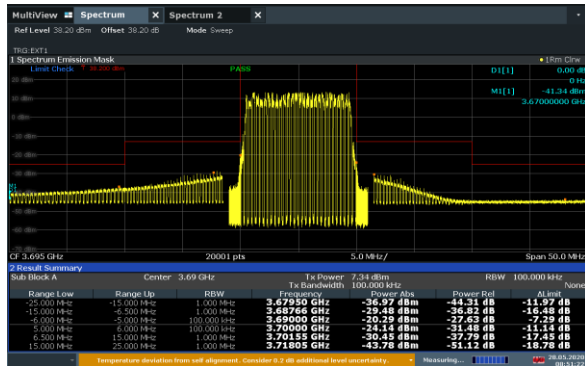 MultiView Spectrum X Spectrum 2 X
Ref Level 38.20 dBm Offset 38.20 dB Mode Sweep
TRG:EXT1
1 Spectrum Emission Mask 1Rm Clrw
Limit Check PASS D1[1] 0.00 dB
0 Hz
M1[1] -41.34 dBm
3.67000000 GHz
CF 3.695 GHz 20001 pts 5.0 MHz/ Span 50.0 MHz
2 Result Summary
Sub Block A Center 3.69 GHz Tx Power 7.34 dBm RBW 100.000 kHz
Tx Bandwidth 100.000 kHz None
Range Low Range Up RBW Frequency Power Abs Power Rel ΔLimit
-25.000 MHz -15.000 MHz 1.000 MHz 3.67950 GHz -36.97 dBm -44.31 dB -11.97 dB
-15.000 MHz -6.500 MHz 1.000 MHz 3.68766 GHz -29.48 dBm -36.82 dB -16.48 dB
-6.000 MHz -5.000 MHz 100.000 kHz 3.69000 GHz -20.29 dBm -27.63 dB -7.29 dB
5.000 MHz 6.000 MHz 100.000 kHz 3.70000 GHz -24.14 dBm -31.48 dB -11.14 dB
6.500 MHz 15.000 MHz 1.000 MHz 3.70155 GHz -30.45 dBm -37.79 dB -17.45 dB
15.000 MHz 25.000 MHz 1.000 MHz 3.71805 GHz -43.78 dBm -51.12 dB -18.78 dB
Temperature deviation from self alignment. Consider 0.2 dB additional level uncertainty. Measuring... 28.05.2020
08:51:22